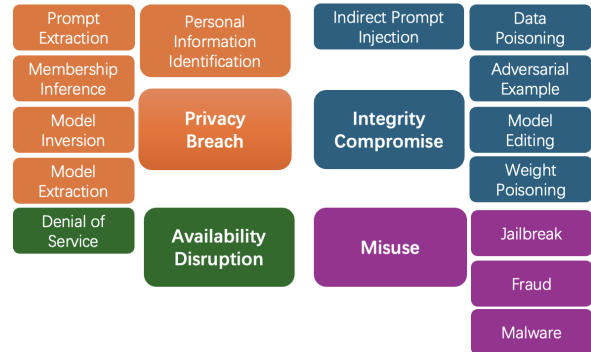 Prompt
Extraction
Personal
Information
Identification
Membership
Inference
Model
Inversion
Model
Extraction
Privacy
Breach
Denial of
Service
Availability
Disruption
Indirect Prompt
Injection
Data
Poisoning
Adversarial
Example
Integrity
Compromise
Model
Editing
Weight
Poisoning
Misuse
Jailbreak
Fraud
Malware